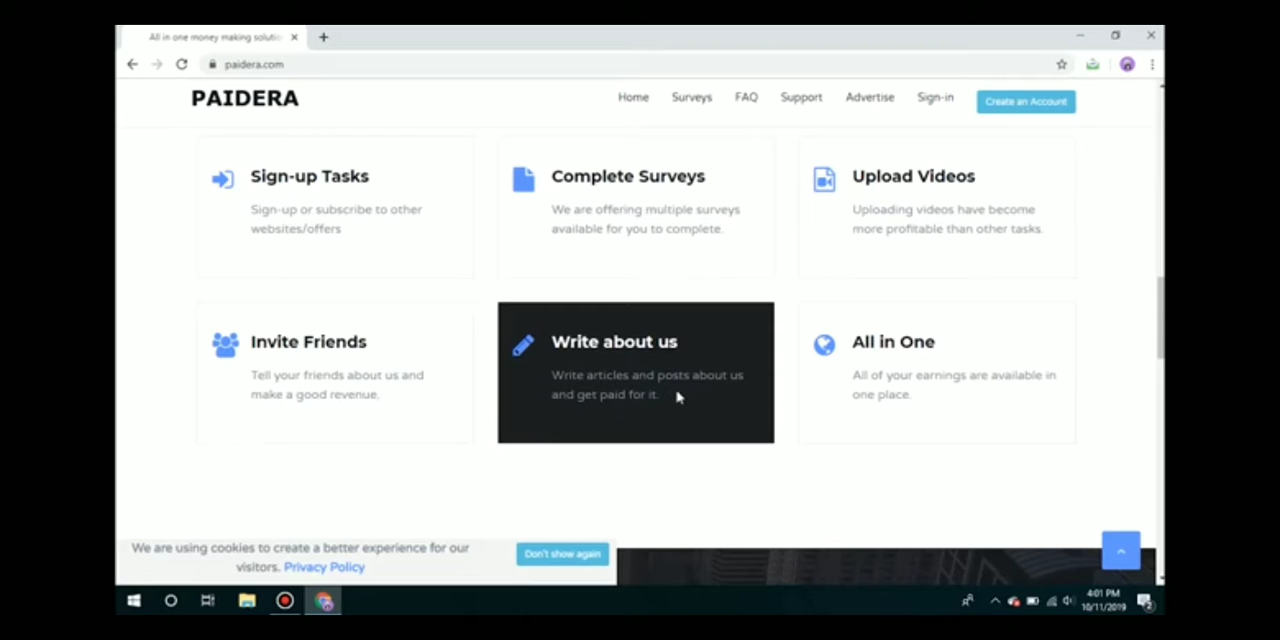 All in one money making soluti
paidera.com
PAIDERA
Home Surveys FAQ Support Advertise Sign-in Create an Account
Sign-up Tasks
Sign-up or subscribe to other
websites/offers
Complete Surveys
We are offering multiple surveys
available for you to complete.
Upload Videos
Uploading videos have become
more profitable than other tasks.
Invite Friends
Tell your friends about us and
make a good revenue.
Write about us
Write articles and posts about us
and get paid for it.
All in One
All of your earnings are available in
one place.
We are using cookies to create a better experience for our
visitors. Privacy Policy
Don't show again
4:01 PM
10/11/2019
2